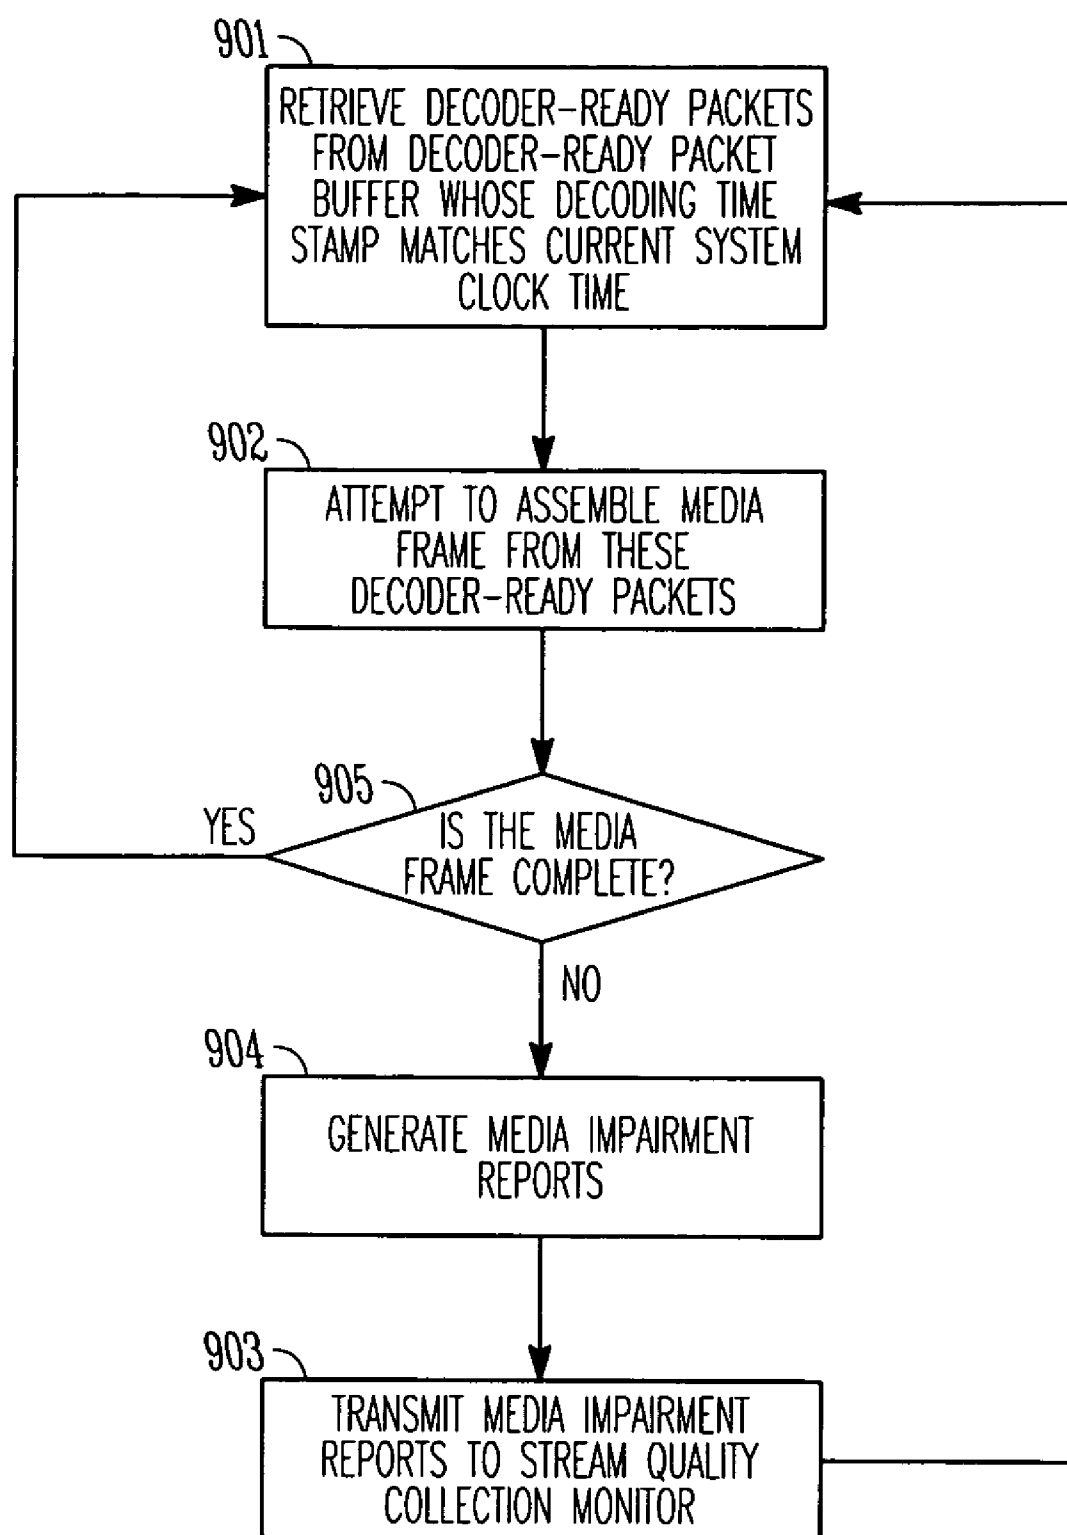 901
RETRIEVE DECODER-READY PACKETS
FROM DECODER-READY PACKET
BUFFER WHOSE DECODING TIME
STAMP MATCHES CURRENT SYSTEM
CLOCK TIME
902
ATTEMPT TO ASSEMBLE MEDIA
FRAME FROM THESE
DECODER-READY PACKETS
905
YES
IS THE MEDIA
FRAME COMPLETE?
NO
904
GENERATE MEDIA IMPAIRMENT
REPORTS
903
TRANSMIT MEDIA IMPAIRMENT
REPORTS TO STREAM QUALITY
COLLECTION MONITOR